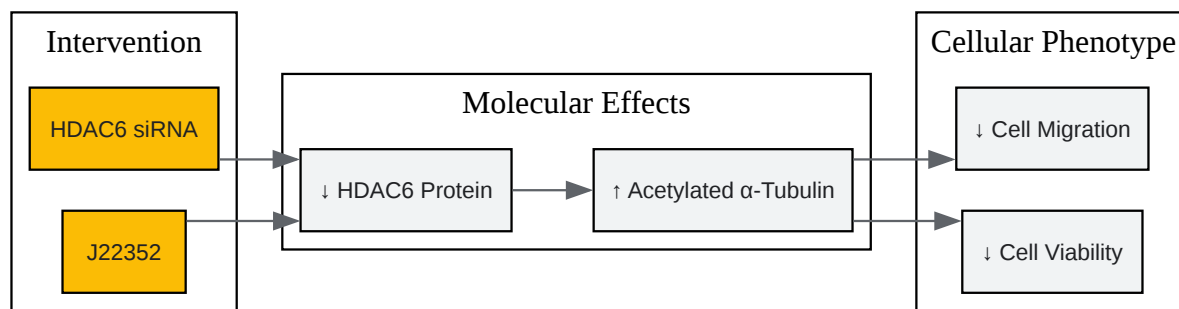 Intervention
HDAC6 siRNA
J22352
Molecular Effects
↓ HDAC6 Protein
↑ Acetylated α-Tubulin
Cellular Phenotype
↓ Cell Migration
↓ Cell Viability